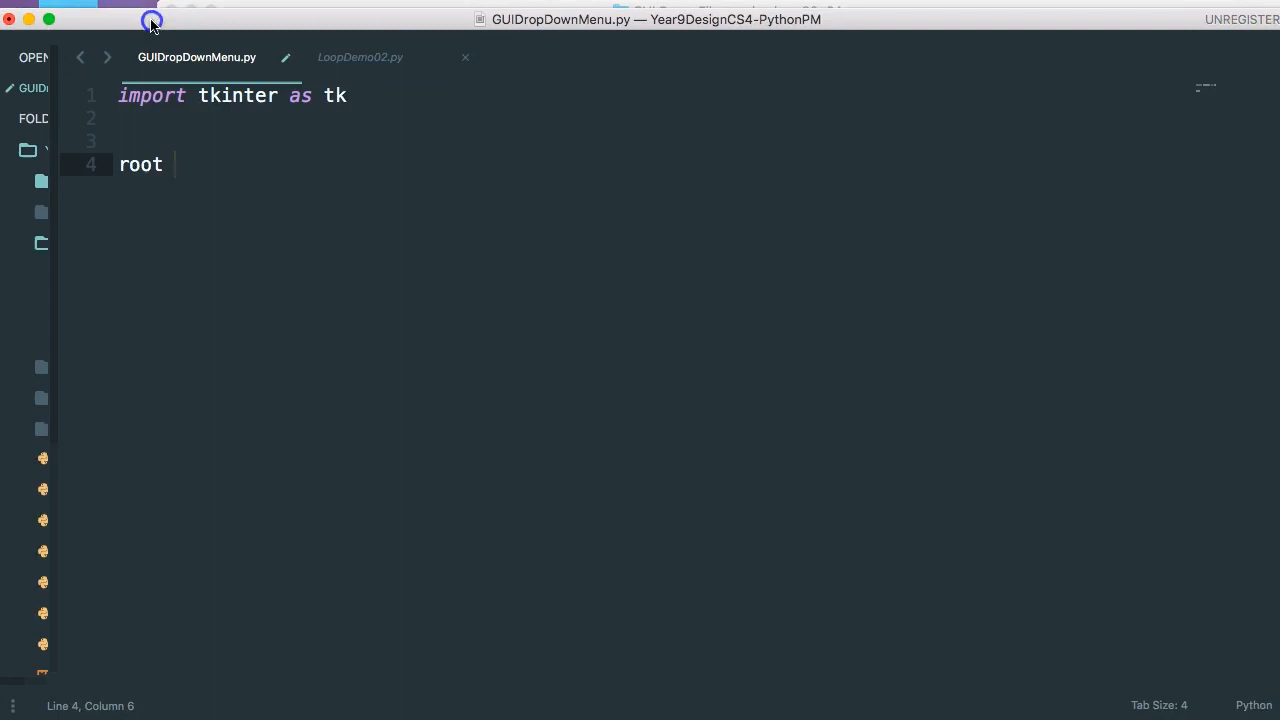 GUIDropDownMenu.py — Year9DesignCS4-PythonPM
UNREGISTER
OPEN
GUIDropDownMenu.py
LoopDemo02.py
GUIDr
FOLD
1 import tkinter as tk
2
3
4 root
Line 4, Column 6
Tab Size: 4
Python